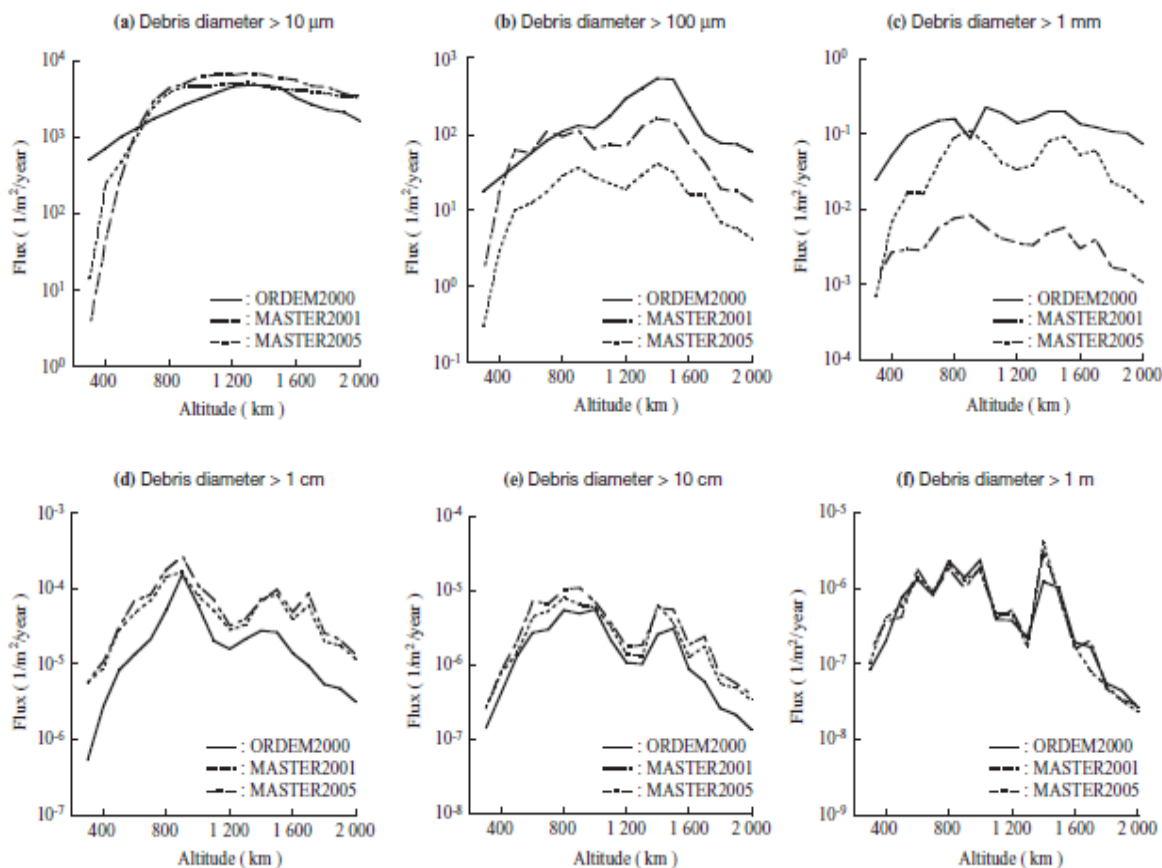 (a) Debris diameter > 10 μm
10⁴
10³
10²
10¹
10⁰
Flux ( 1/m²/year)
400 800 1 200 1 600 2 000
Altitude ( km)
: ORDEM2000
: MASTER2001
: MASTER2005
(b) Debris diameter > 100 μm
10³
10²
10¹
10⁰
10⁻¹
Flux ( 1/m²/year)
400 800 1 200 1 600 2 000
Altitude ( km )
: ORDEM2000
: MASTER2001
: MASTER2005
(c) Debris diameter > 1 mm
10⁰
10⁻¹
10⁻²
10⁻³
10⁻⁴
Flux ( 1/m²/year)
400 800 1 200 1 600 2 000
Altitude ( km )
: ORDEM2000
: MASTER2001
: MASTER2005
(d) Debris diameter > 1 cm
10⁻³
10⁻⁴
10⁻⁵
10⁻⁶
10⁻⁷
Flux ( 1/m²/year)
400 800 1 200 1 600 2 000
Altitude ( km )
: ORDEM2000
: MASTER2001
: MASTER2005
(e) Debris diameter > 10 cm
10⁻⁴
10⁻⁵
10⁻⁶
10⁻⁷
10⁻⁸
Flux ( 1/m²/year)
400 800 1 200 1 600 2 000
Altitude ( km )
: ORDEM2000
: MASTER2001
: MASTER2005
(f) Debris diameter > 1 m
10⁻⁵
10⁻⁶
10⁻⁷
10⁻⁸
10⁻⁹
Flux ( 1/m²/year)
400 800 1 200 1 600 2 000
Altitude ( km )
: ORDEM2000
: MASTER2001
: MASTER2005